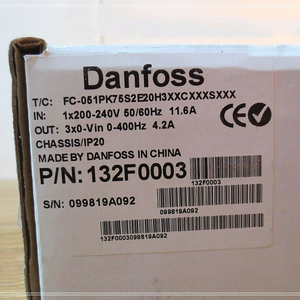 Danfoss
T/C: FC-051PK75S2E20H3XXCXXXSXXX
IN: 1x200-240V 50/60Hz 11.6A
OUT: 3x0-Vin 0-400Hz 4.2A
CHASSIS/IP20
MADE BY DANFOSS IN CHINA
P/N: 132F0003
132F0003
S/N: 099819A092
099819A092
132F0003099819A092